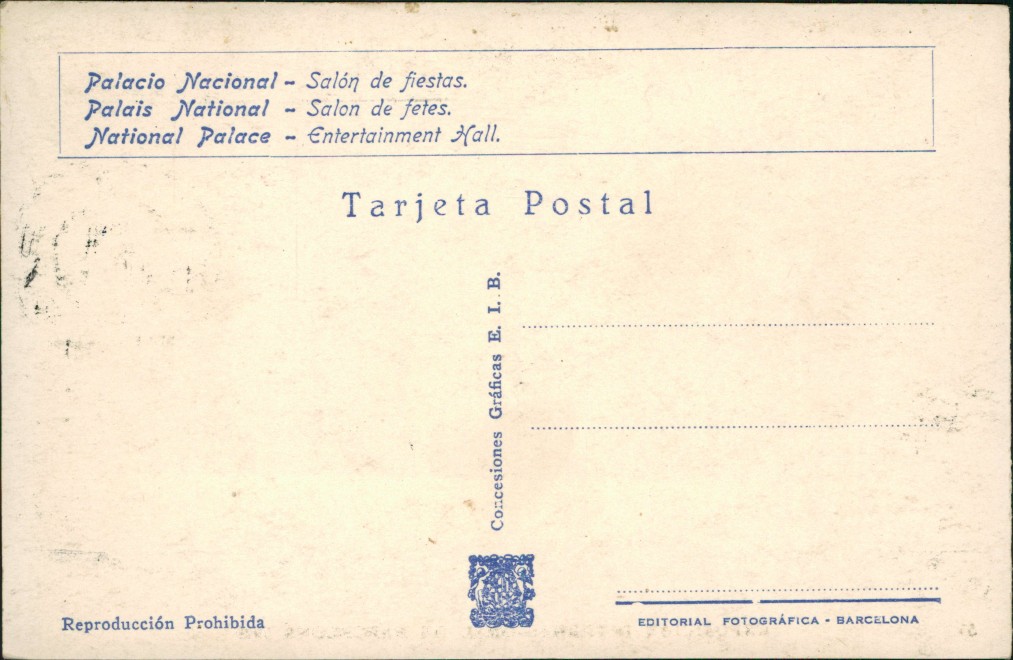 Palacio Nacional - Salón de fiestas.
Palais National - Salon de fetes.
National Palace - Entertainment Hall.
Tarjeta Postal
Concesiones Gráficas E. I. B.
Reproducción Prohibida
EDITORIAL FOTOGRÁFICA - BARCELONA